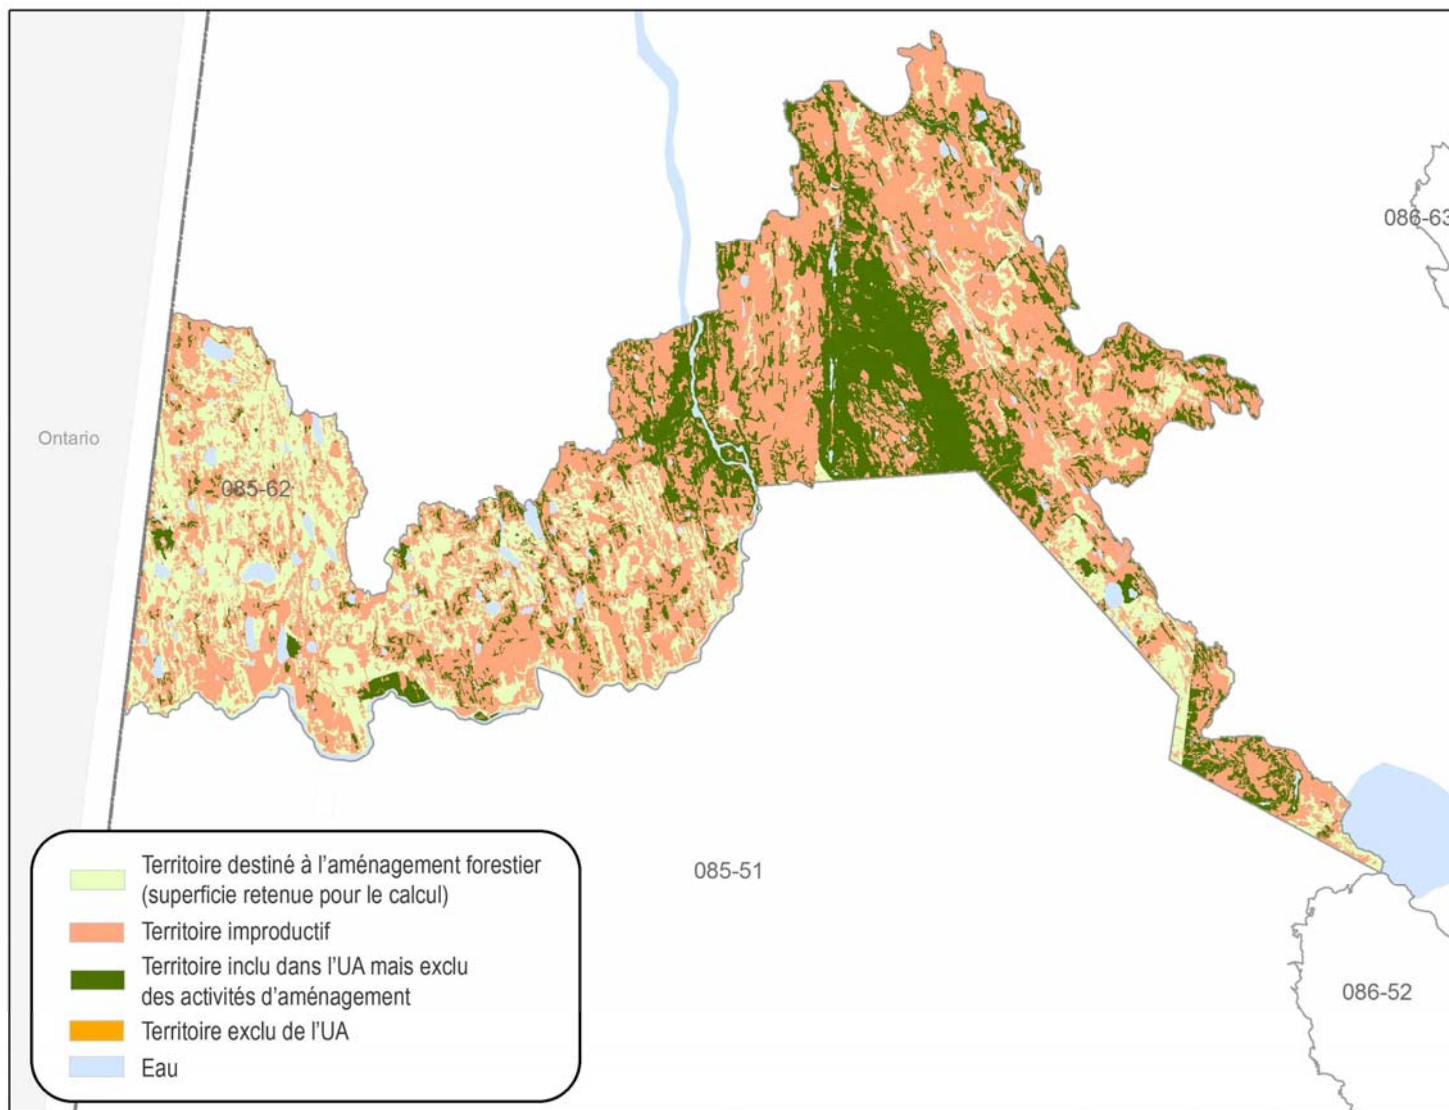 086-63
Ontario
085-62
085-51
086-52
Territoire destiné à l'aménagement forestier
(superficie retenue pour le calcul)
Territoire improductif
Territoire inclu dans l'UA mais exclu
des activités d'aménagement
Territoire exclu de l'UA
Eau